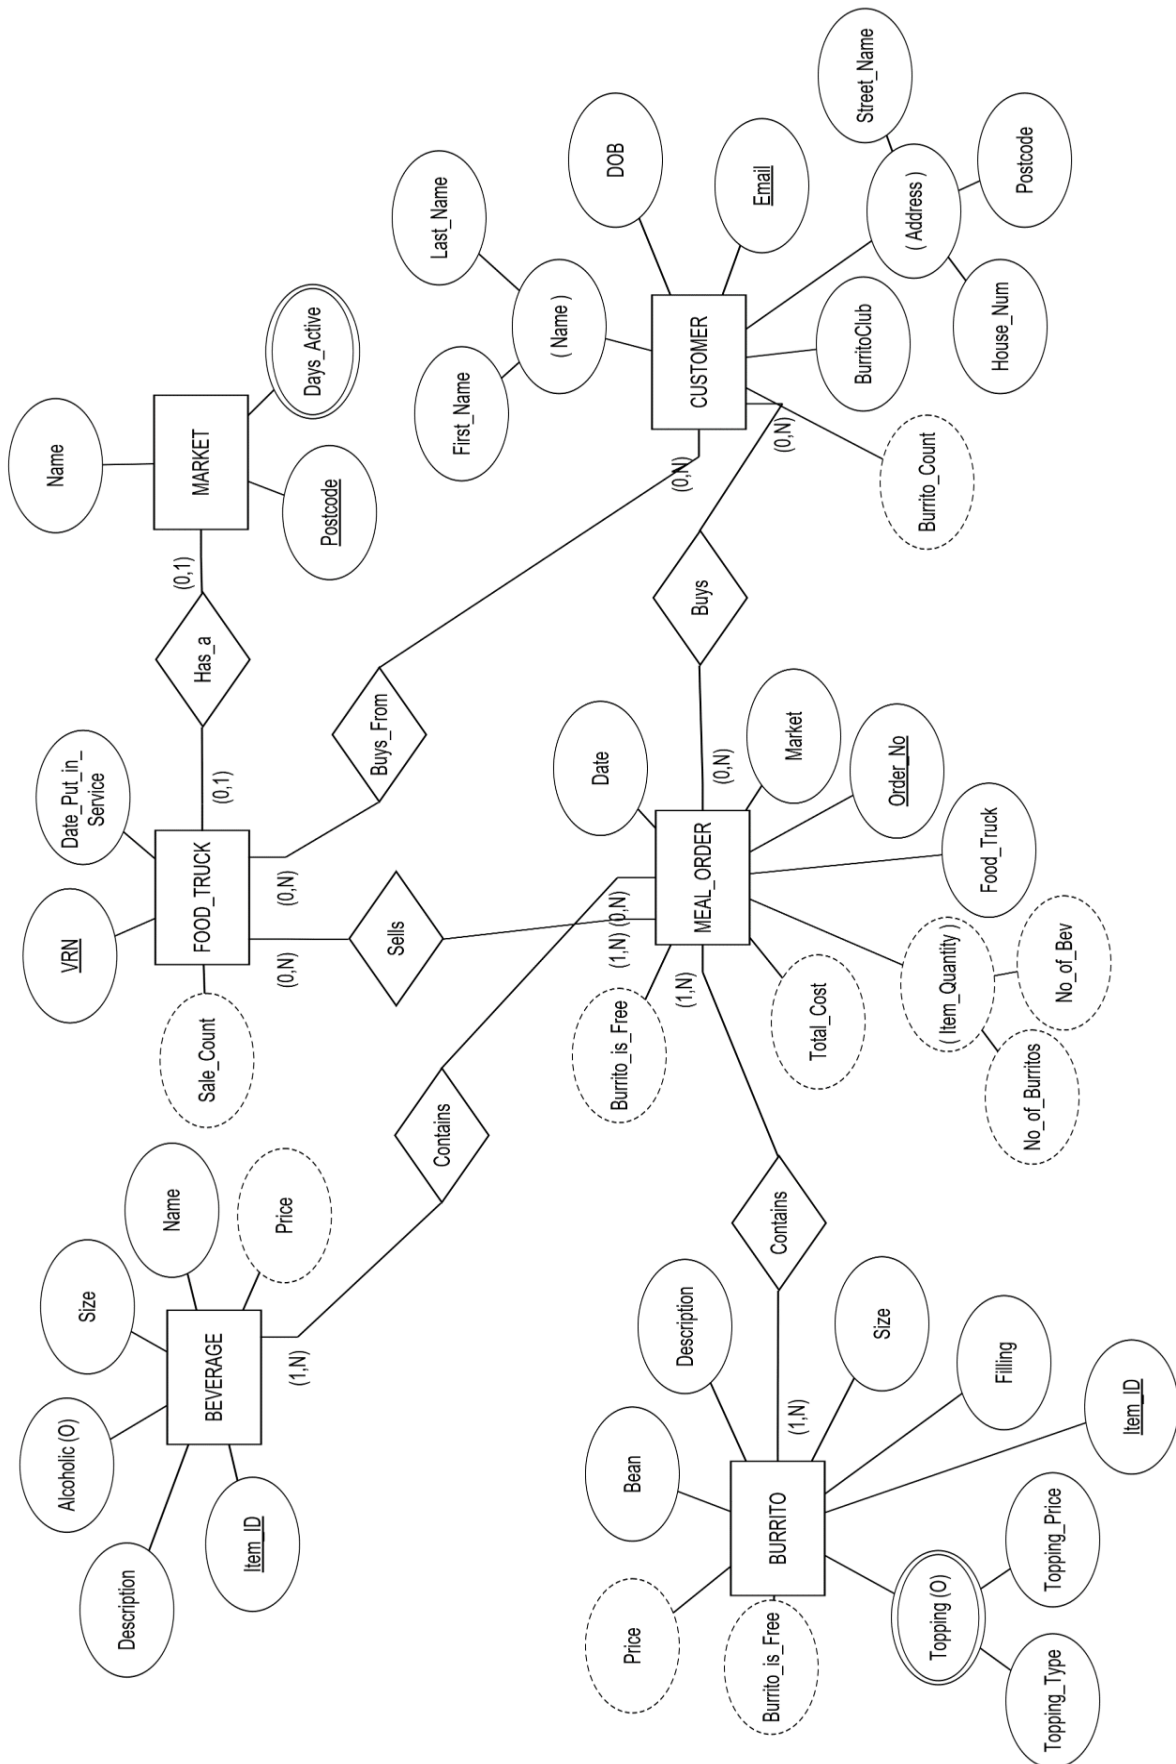 Description
Alcoholic (O)
Size
Name
Price
Item_ID
BEVERAGE
(1,N)
Contains
(1,N)
Sale_Count
VRN
Date_Put_in_
Service
FOOD_TRUCK
(0,1)
Has_a
(0,1)
Name
MARKET
Postcode
Days_Active
(0,N)
Sells
(0,N)
(0,N)
Buys_From
(0,N)
First_Name
Last_Name
( Name )
DOB
Email
CUSTOMER
BurritoClub
Burrito_Count
( Address )
Street_Name
Postcode
House_Num
(0,N)
Buys
(0,N)
Burrito_is_Free
Date
MEAL_ORDER
Market
Order_No
Food_Truck
Total_Cost
( Item_Quantity )
No_of_Burritos
No_of_Bev
(1,N)
Contains
(1,N)
Price
Bean
Description
BURRITO
Burrito_is_Free
Size
Filling
Item_ID
Topping (O)
Topping_Type
Topping_Price